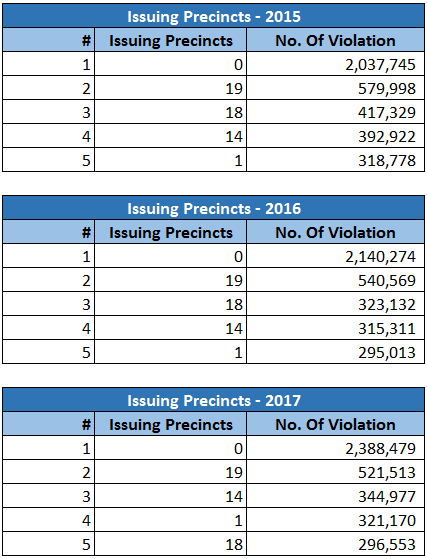 Issuing Precincts - 2015
# Issuing Precincts No. Of Violation
1 0 2,037,745
2 19 579,998
3 18 417,329
4 14 392,922
5 1 318,778
Issuing Precincts - 2016
# Issuing Precincts No. Of Violation
1 0 2,140,274
2 19 540,569
3 18 323,132
4 14 315,311
5 1 295,013
Issuing Precincts - 2017
# Issuing Precincts No. Of Violation
1 0 2,388,479
2 19 521,513
3 14 344,977
4 1 321,170
5 18 296,553